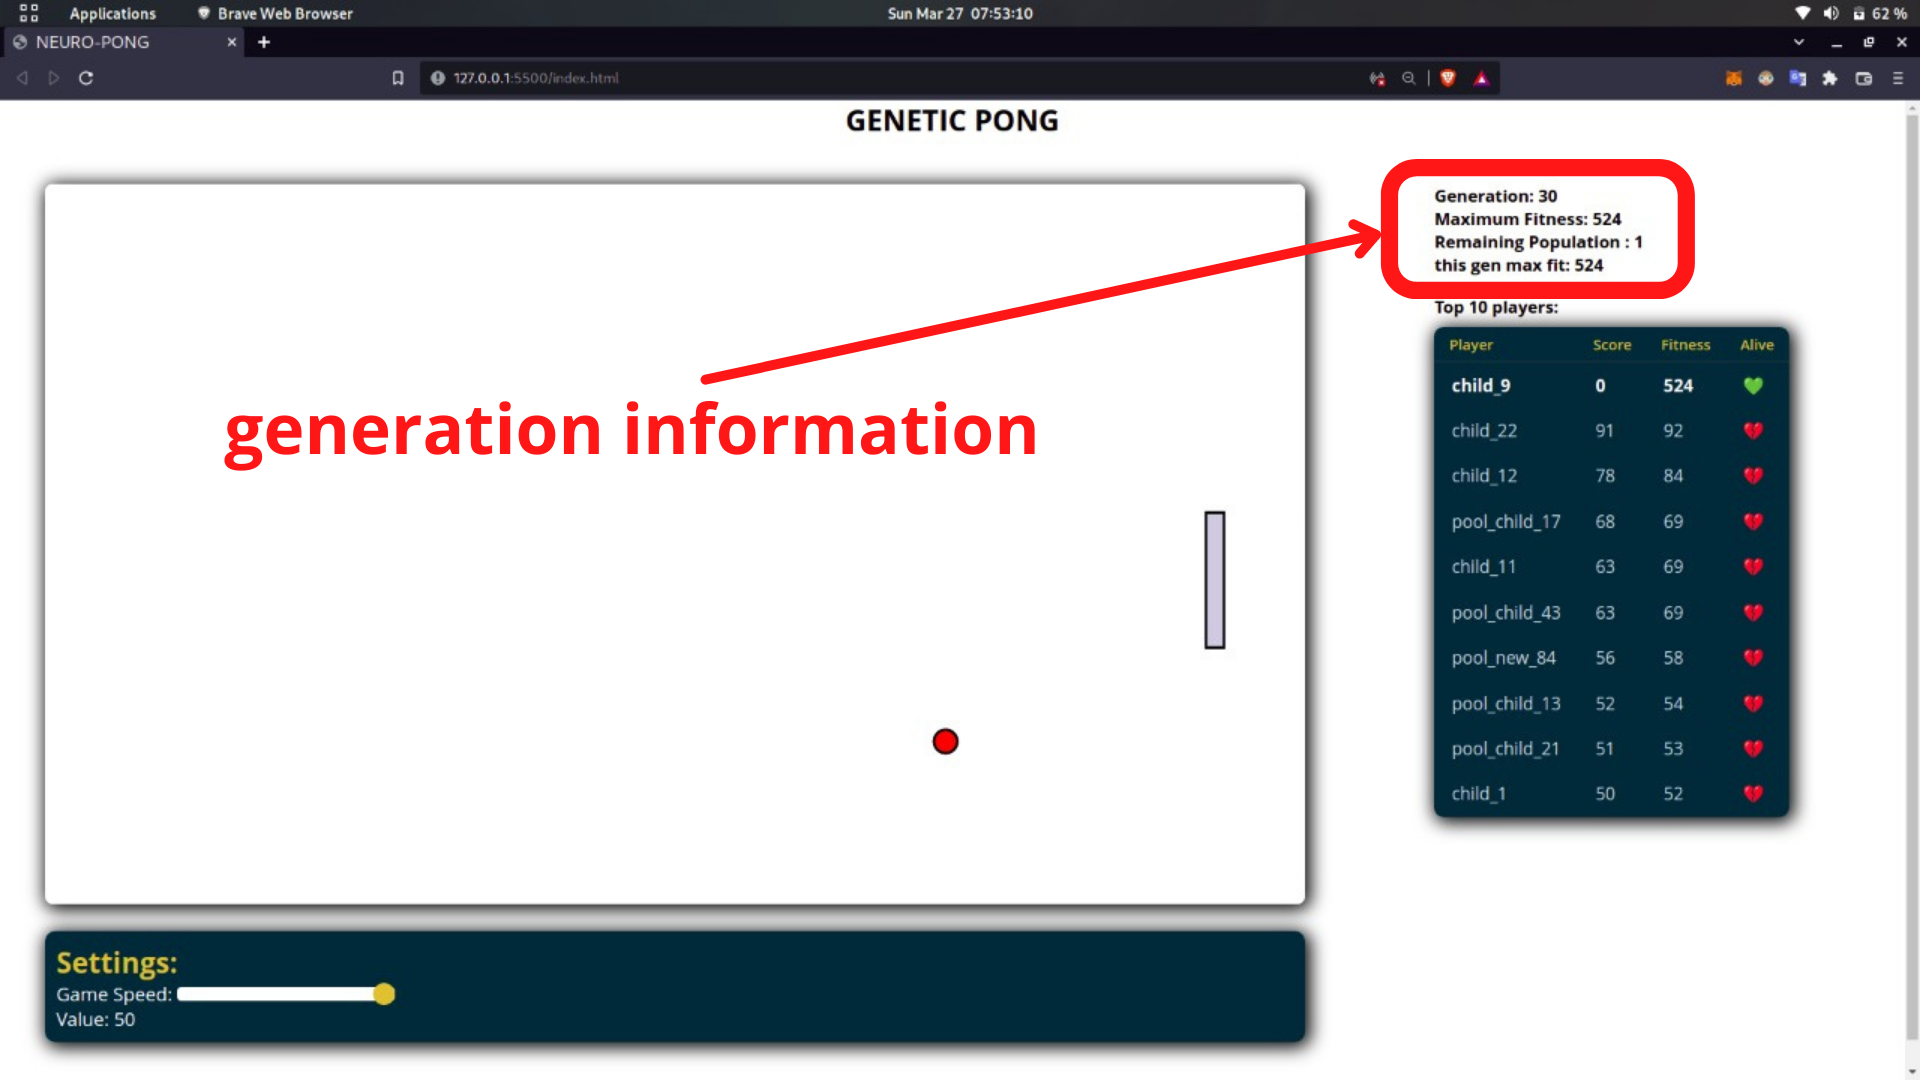 Applications
Brave Web Browser
Sun Mar 27 07:53:10
62 %
NEURO-PONG
127.0.0.1:5500/index.html
GENETIC PONG
Generation: 30
Maximum Fitness: 524
Remaining Population : 1
this gen max fit: 524
generation information
Top 10 players:
Player Score Fitness Alive
child_9 0 524
child_22 91 92
child_12 78 84
pool_child_17 68 69
child_11 63 69
pool_child_43 63 69
pool_new_84 56 58
pool_child_13 52 54
pool_child_21 51 53
child_1 50 52
Settings:
Game Speed:
Value: 50